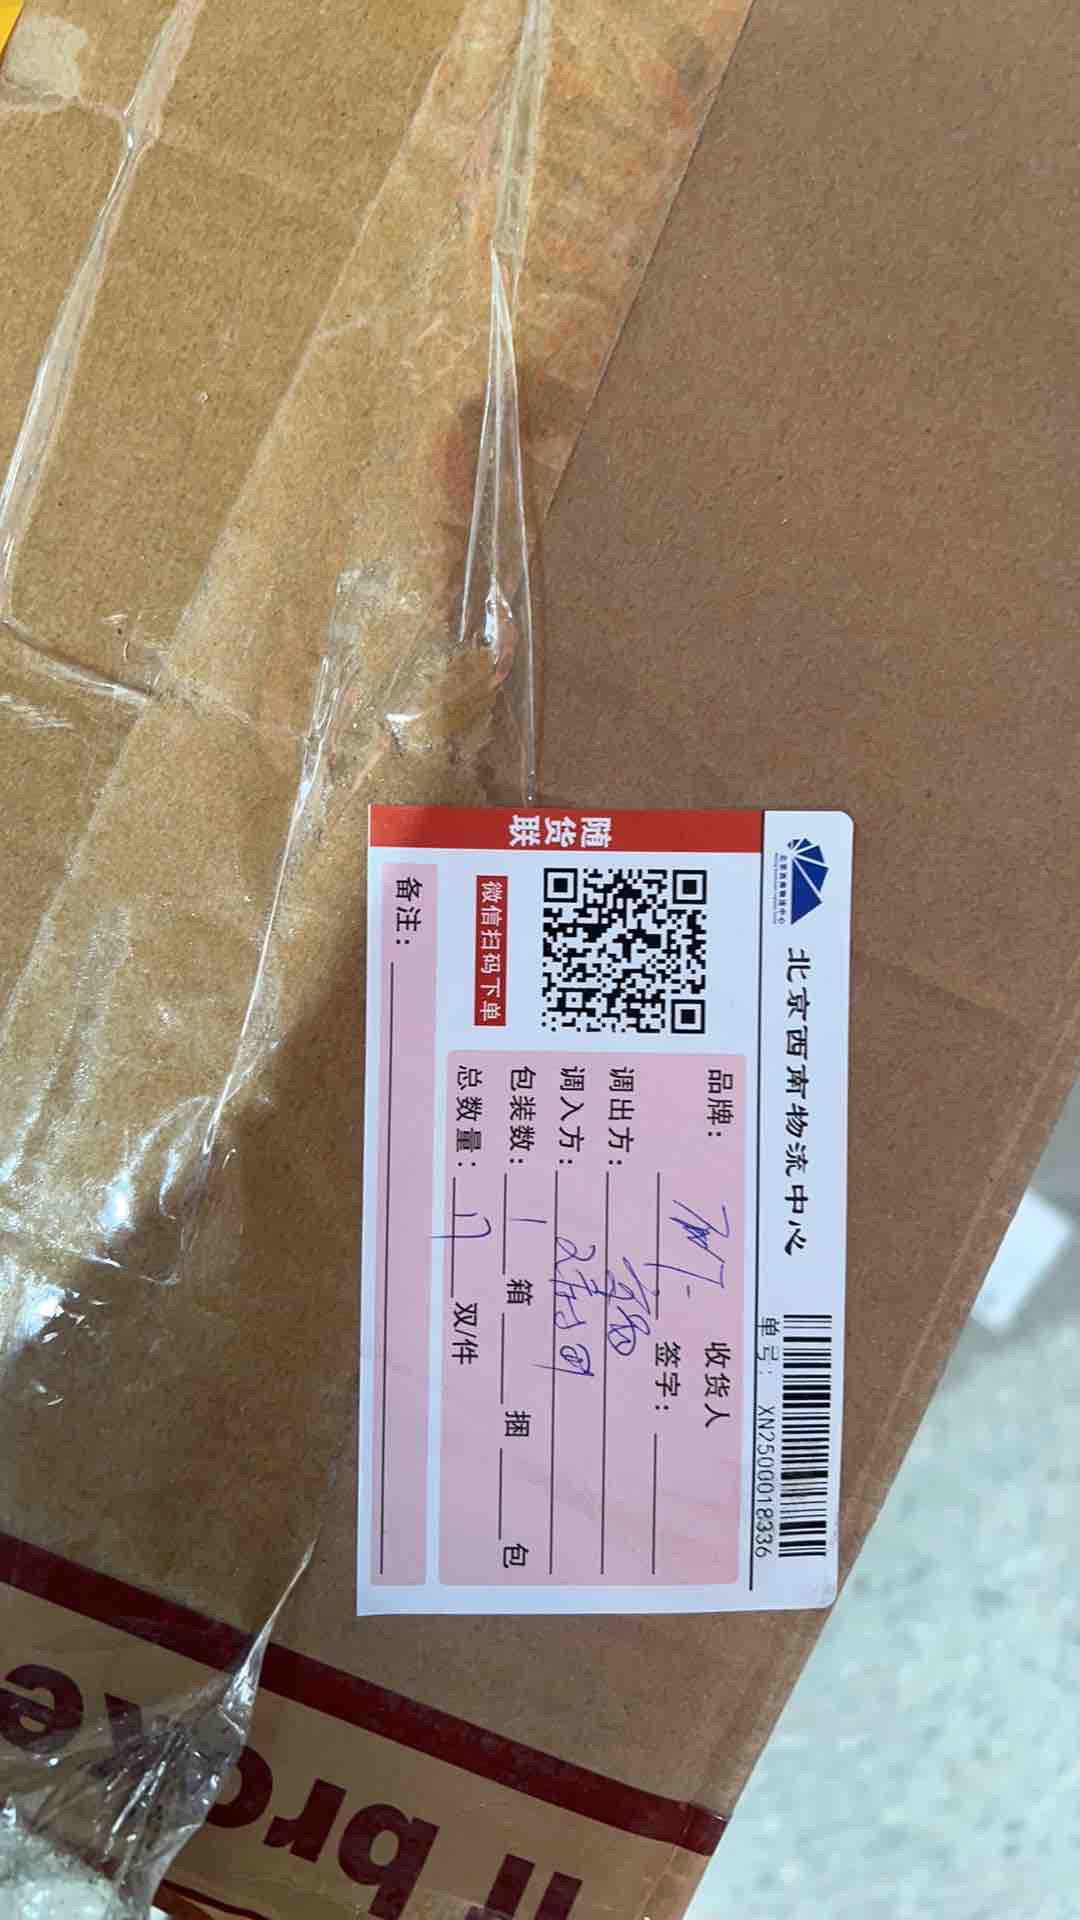 北京西南物流中心
单号: XN2500018336
随货联
微信扫码下单
品牌:
收货人
签字:
调出方:
调入方:
包装数: 1 箱 捆 包
总数量: 17 双/件
备注: